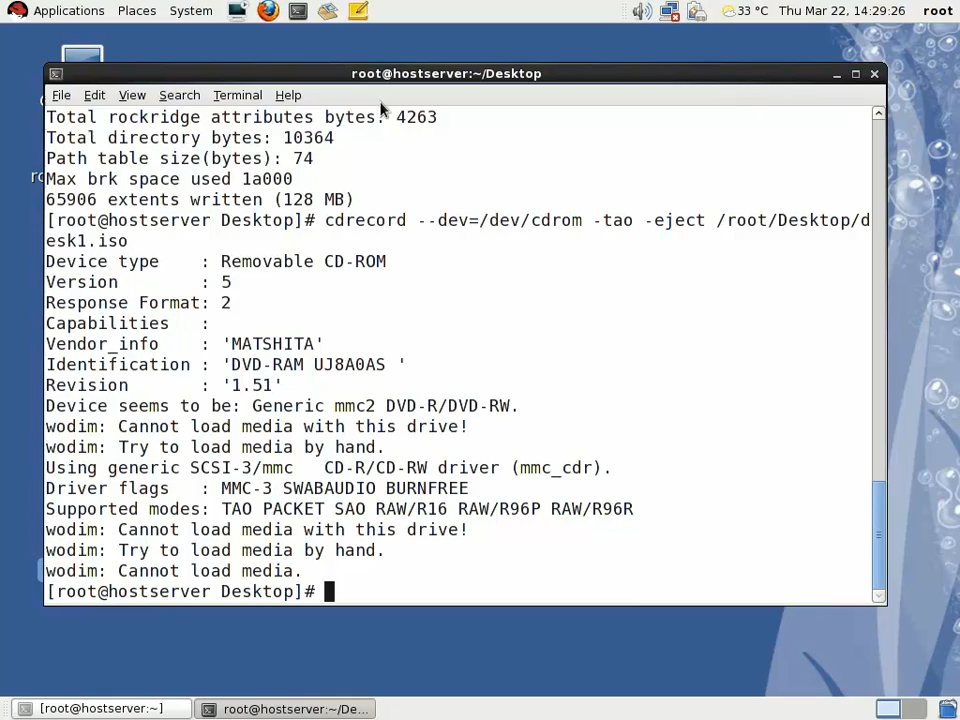 Applications Places System 33 °C Thu Mar 22, 14:29:26 root
root@hostserver:~/Desktop
File Edit View Search Terminal Help
Total rockridge attributes bytes: 4263
Total directory bytes: 10364
Path table size(bytes): 74
Max brk space used 1a000
65906 extents written (128 MB)
[root@hostserver Desktop]# cdrecord --dev=/dev/cdrom -tao -eject /root/Desktop/d
esk1.iso
Device type    : Removable CD-ROM
Version        : 5
Response Format: 2
Capabilities   :
Vendor_info    : 'MATSHITA'
Identification : 'DVD-RAM UJ8A0AS '
Revision       : '1.51'
Device seems to be: Generic mmc2 DVD-R/DVD-RW.
wodim: Cannot load media with this drive!
wodim: Try to load media by hand.
Using generic SCSI-3/mmc   CD-R/CD-RW driver (mmc_cdr).
Driver flags   : MMC-3 SWABAUDIO BURNFREE
Supported modes: TAO PACKET SAO RAW/R16 RAW/R96P RAW/R96R
wodim: Cannot load media with this drive!
wodim: Try to load media by hand.
wodim: Cannot load media.
[root@hostserver Desktop]#
[root@hostserver:~] root@hostserver:~/De...